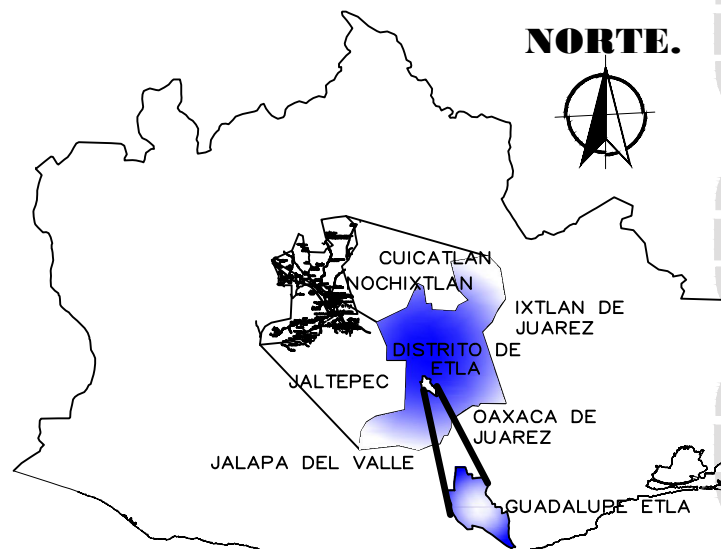 NORTE.
CUICATLAN
NOCHIXTLAN
IXTLAN DE
JUAREZ
DISTRITO DE
ETLA
JALTEPEC
OAXACA DE
JUAREZ
JALAPA DEL VALLE
GUADALUPE ETLA